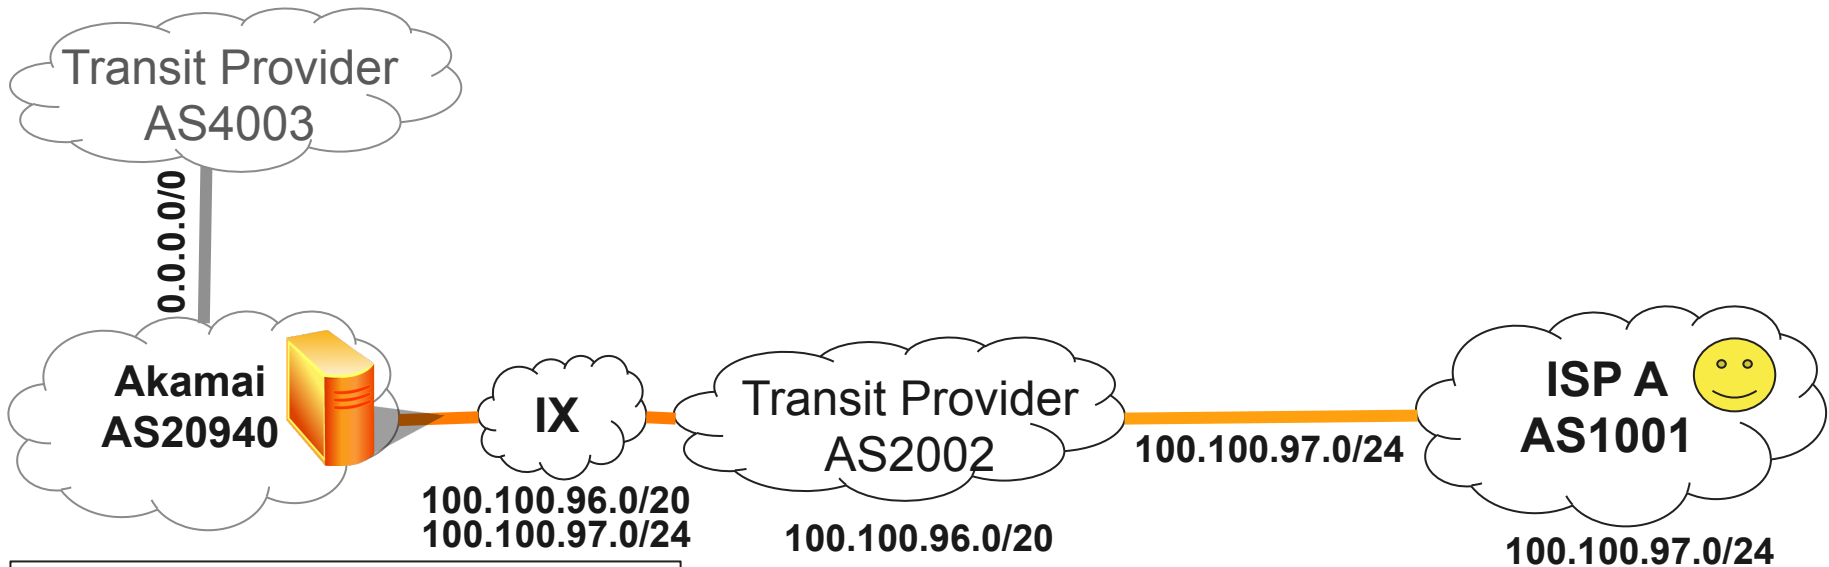 Transit Provider
AS4003
0.0.0.0/0
Akamai
AS20940
IX
Transit Provider
AS2002
ISP A
AS1001
100.100.97.0/24
100.100.96.0/20
100.100.97.0/24
100.100.96.0/20
100.100.97.0/24